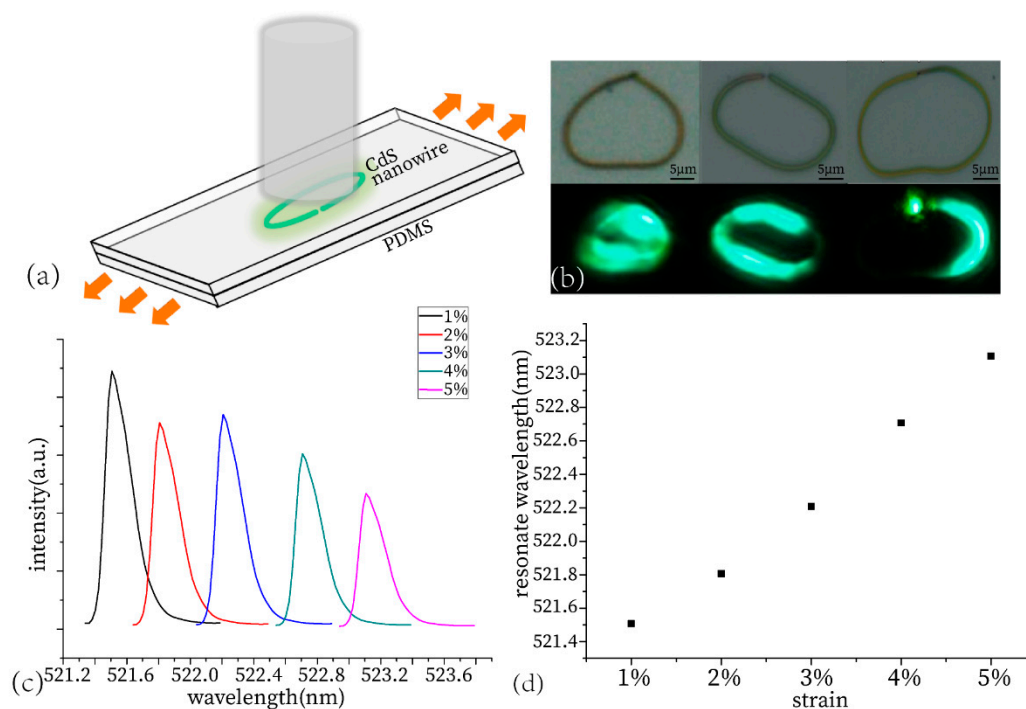 (a)
CdS
nanowire
PDMS
5μm
5μm
5μm
(b)
intensity(a.u.)
1%
2%
3%
4%
5%
521.2
521.6
522.0
522.4
522.8
523.2
523.6
wavelength(nm)
(c)
resonate wavelength(nm)
523.2
523.0
522.8
522.6
522.4
522.2
522.0
521.8
521.6
521.4
1%
2%
3%
4%
5%
strain
(d)